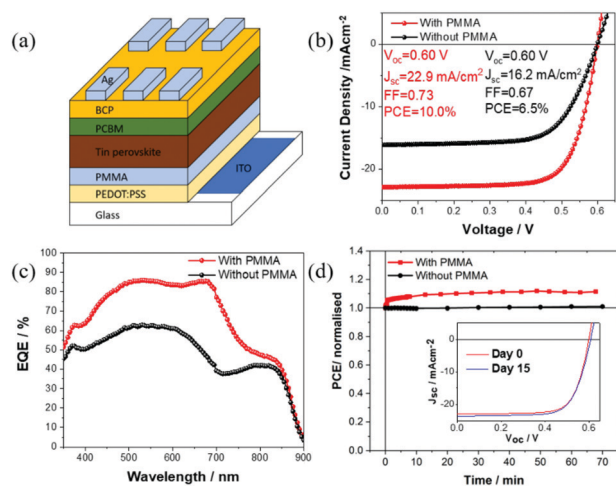 (a)
Ag
BCP
PCBM
Tin perovskite
PMMA
PEDOT:PSS
Glass
ITO
(b)
With PMMA
Without PMMA
Voc=0.60 V
Jsc=22.9 mA/cm²
FF=0.73
PCE=10.0%
Voc=0.60 V
Jsc=16.2 mA/cm²
FF=0.67
PCE=6.5%
Current Density /mAcm-2
0
-10
-20
0.0 0.1 0.2 0.3 0.4 0.5 0.6
Voltage / V
(c)
With PMMA
Without PMMA
EQE / %
100
80
60
40
20
0
400 500 600 700 800 900
Wavelength / nm
(d)
With PMMA
Without PMMA
PCE/ normalised
1.4
1.2
1.0
0.8
0.6
0.4
0.2
0.0
0 10 20 30 40 50 60 70
Time / min
Day 0
Day 15
Jsc / mAcm-2
0
-10
-20
0.0 0.2 0.4 0.6
Voc / V